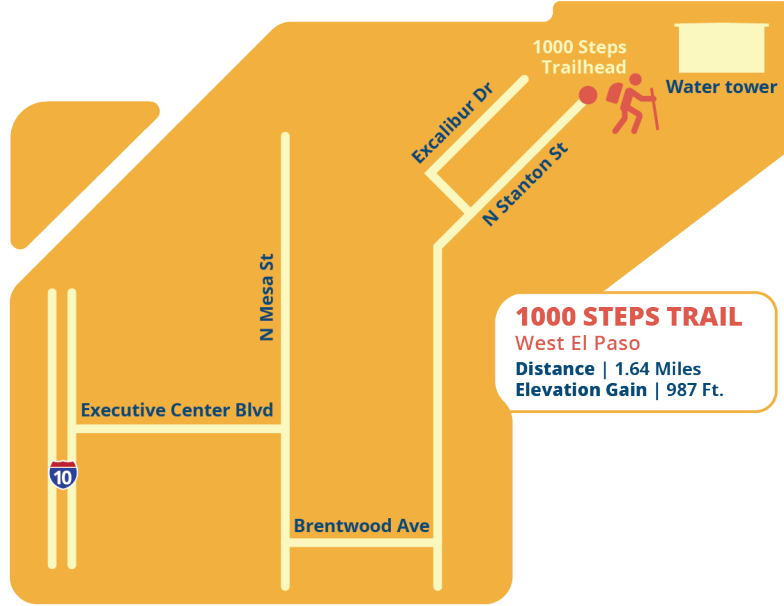 1000 Steps
Trailhead
Water tower
Excalibur Dr
N Stanton St
N Mesa St
1000 STEPS TRAIL
West El Paso
Distance | 1.64 Miles
Elevation Gain | 987 Ft.
Executive Center Blvd
10
Brentwood Ave